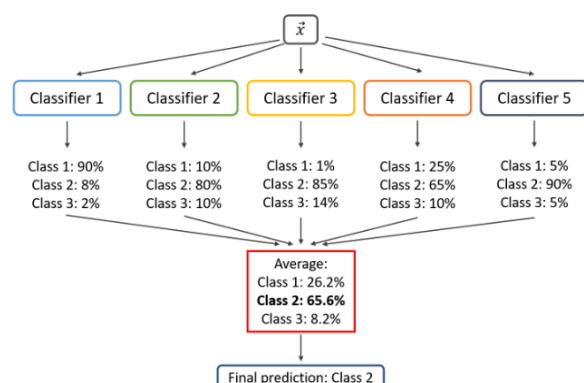 x⃗
Classifier 1
Classifier 2
Classifier 3
Classifier 4
Classifier 5
Class 1: 90%
Class 2: 8%
Class 3: 2%
Class 1: 10%
Class 2: 80%
Class 3: 10%
Class 1: 1%
Class 2: 85%
Class 3: 14%
Class 1: 25%
Class 2: 65%
Class 3: 10%
Class 1: 5%
Class 2: 90%
Class 3: 5%
Average:
Class 1: 26.2%
Class 2: 65.6%
Class 3: 8.2%
Final prediction: Class 2